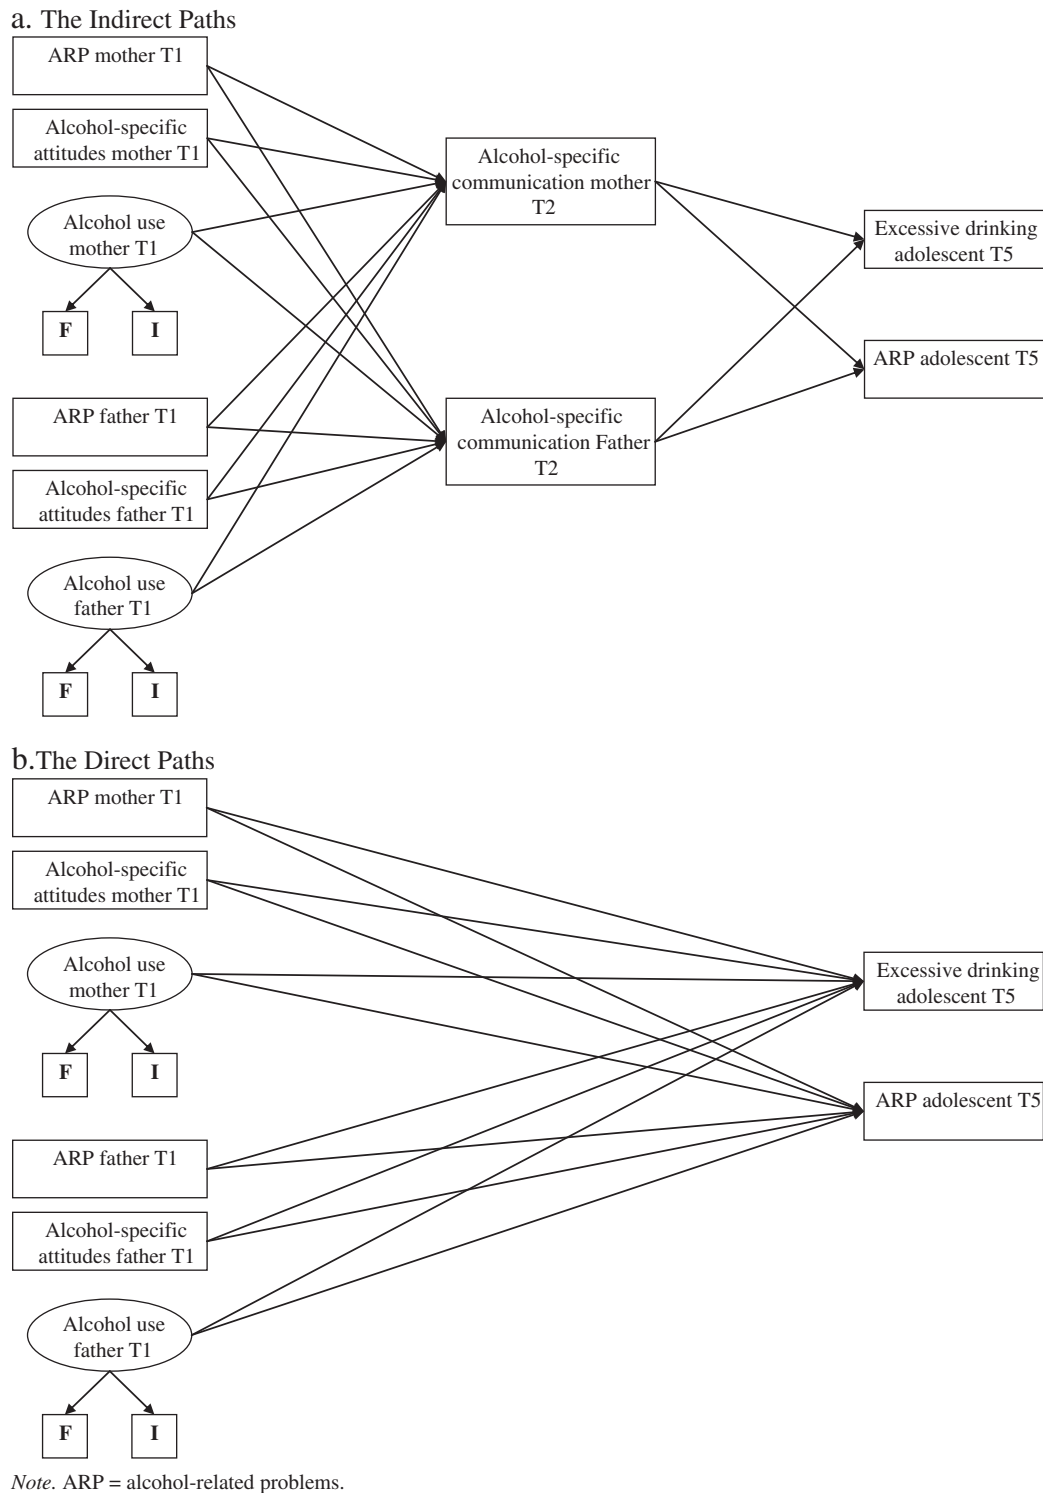 a. The Indirect Paths
ARP mother T1
Alcohol-specific
attitudes mother T1
Alcohol use
mother T1
F I
ARP father T1
Alcohol-specific
attitudes father T1
Alcohol use
father T1
F I
Alcohol-specific
communication mother
T2
Alcohol-specific
communication Father
T2
Excessive drinking
adolescent T5
ARP adolescent T5
b.The Direct Paths
ARP mother T1
Alcohol-specific
attitudes mother T1
Alcohol use
mother T1
F I
ARP father T1
Alcohol-specific
attitudes father T1
Alcohol use
father T1
F I
Excessive drinking
adolescent T5
ARP adolescent T5
Note. ARP = alcohol-related problems.